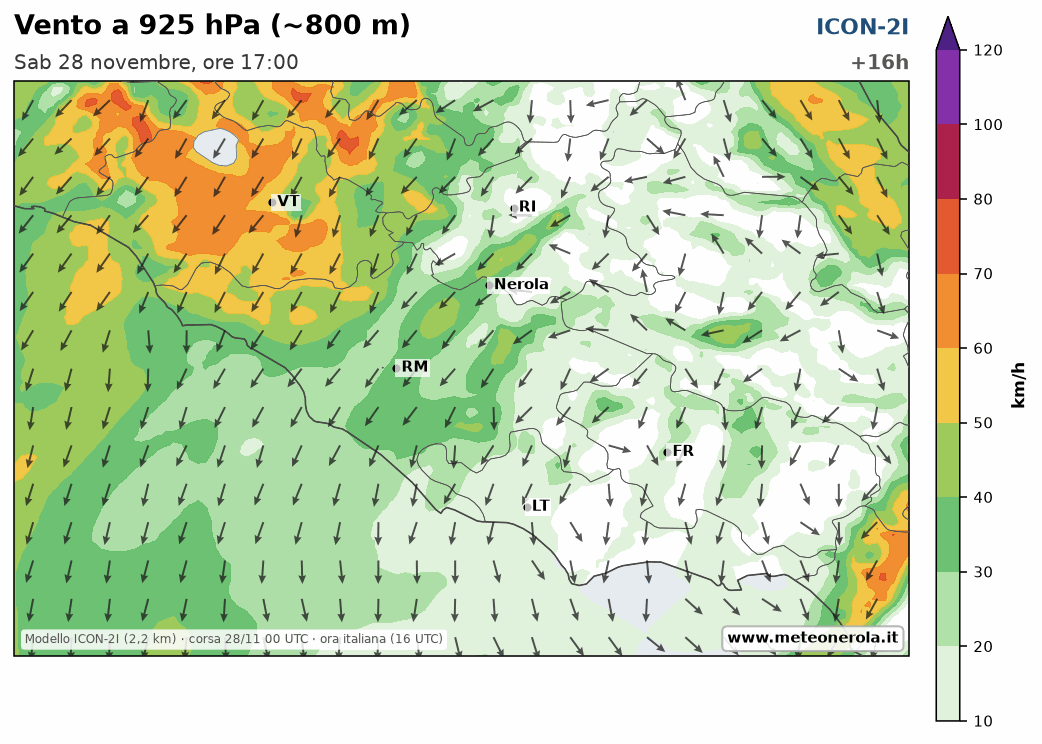 Vento a 925 hPa (~800 m)
ICON-2I
Sab 28 novembre, ore 17:00
+16h
VT
RI
Nerola
RM
FR
LT
120
100
80
70
60
50
40
30
20
10
km/h
Modello ICON-2I (2,2 km) · corsa 28/11 00 UTC · ora italiana (16 UTC)
www.meteonerola.it